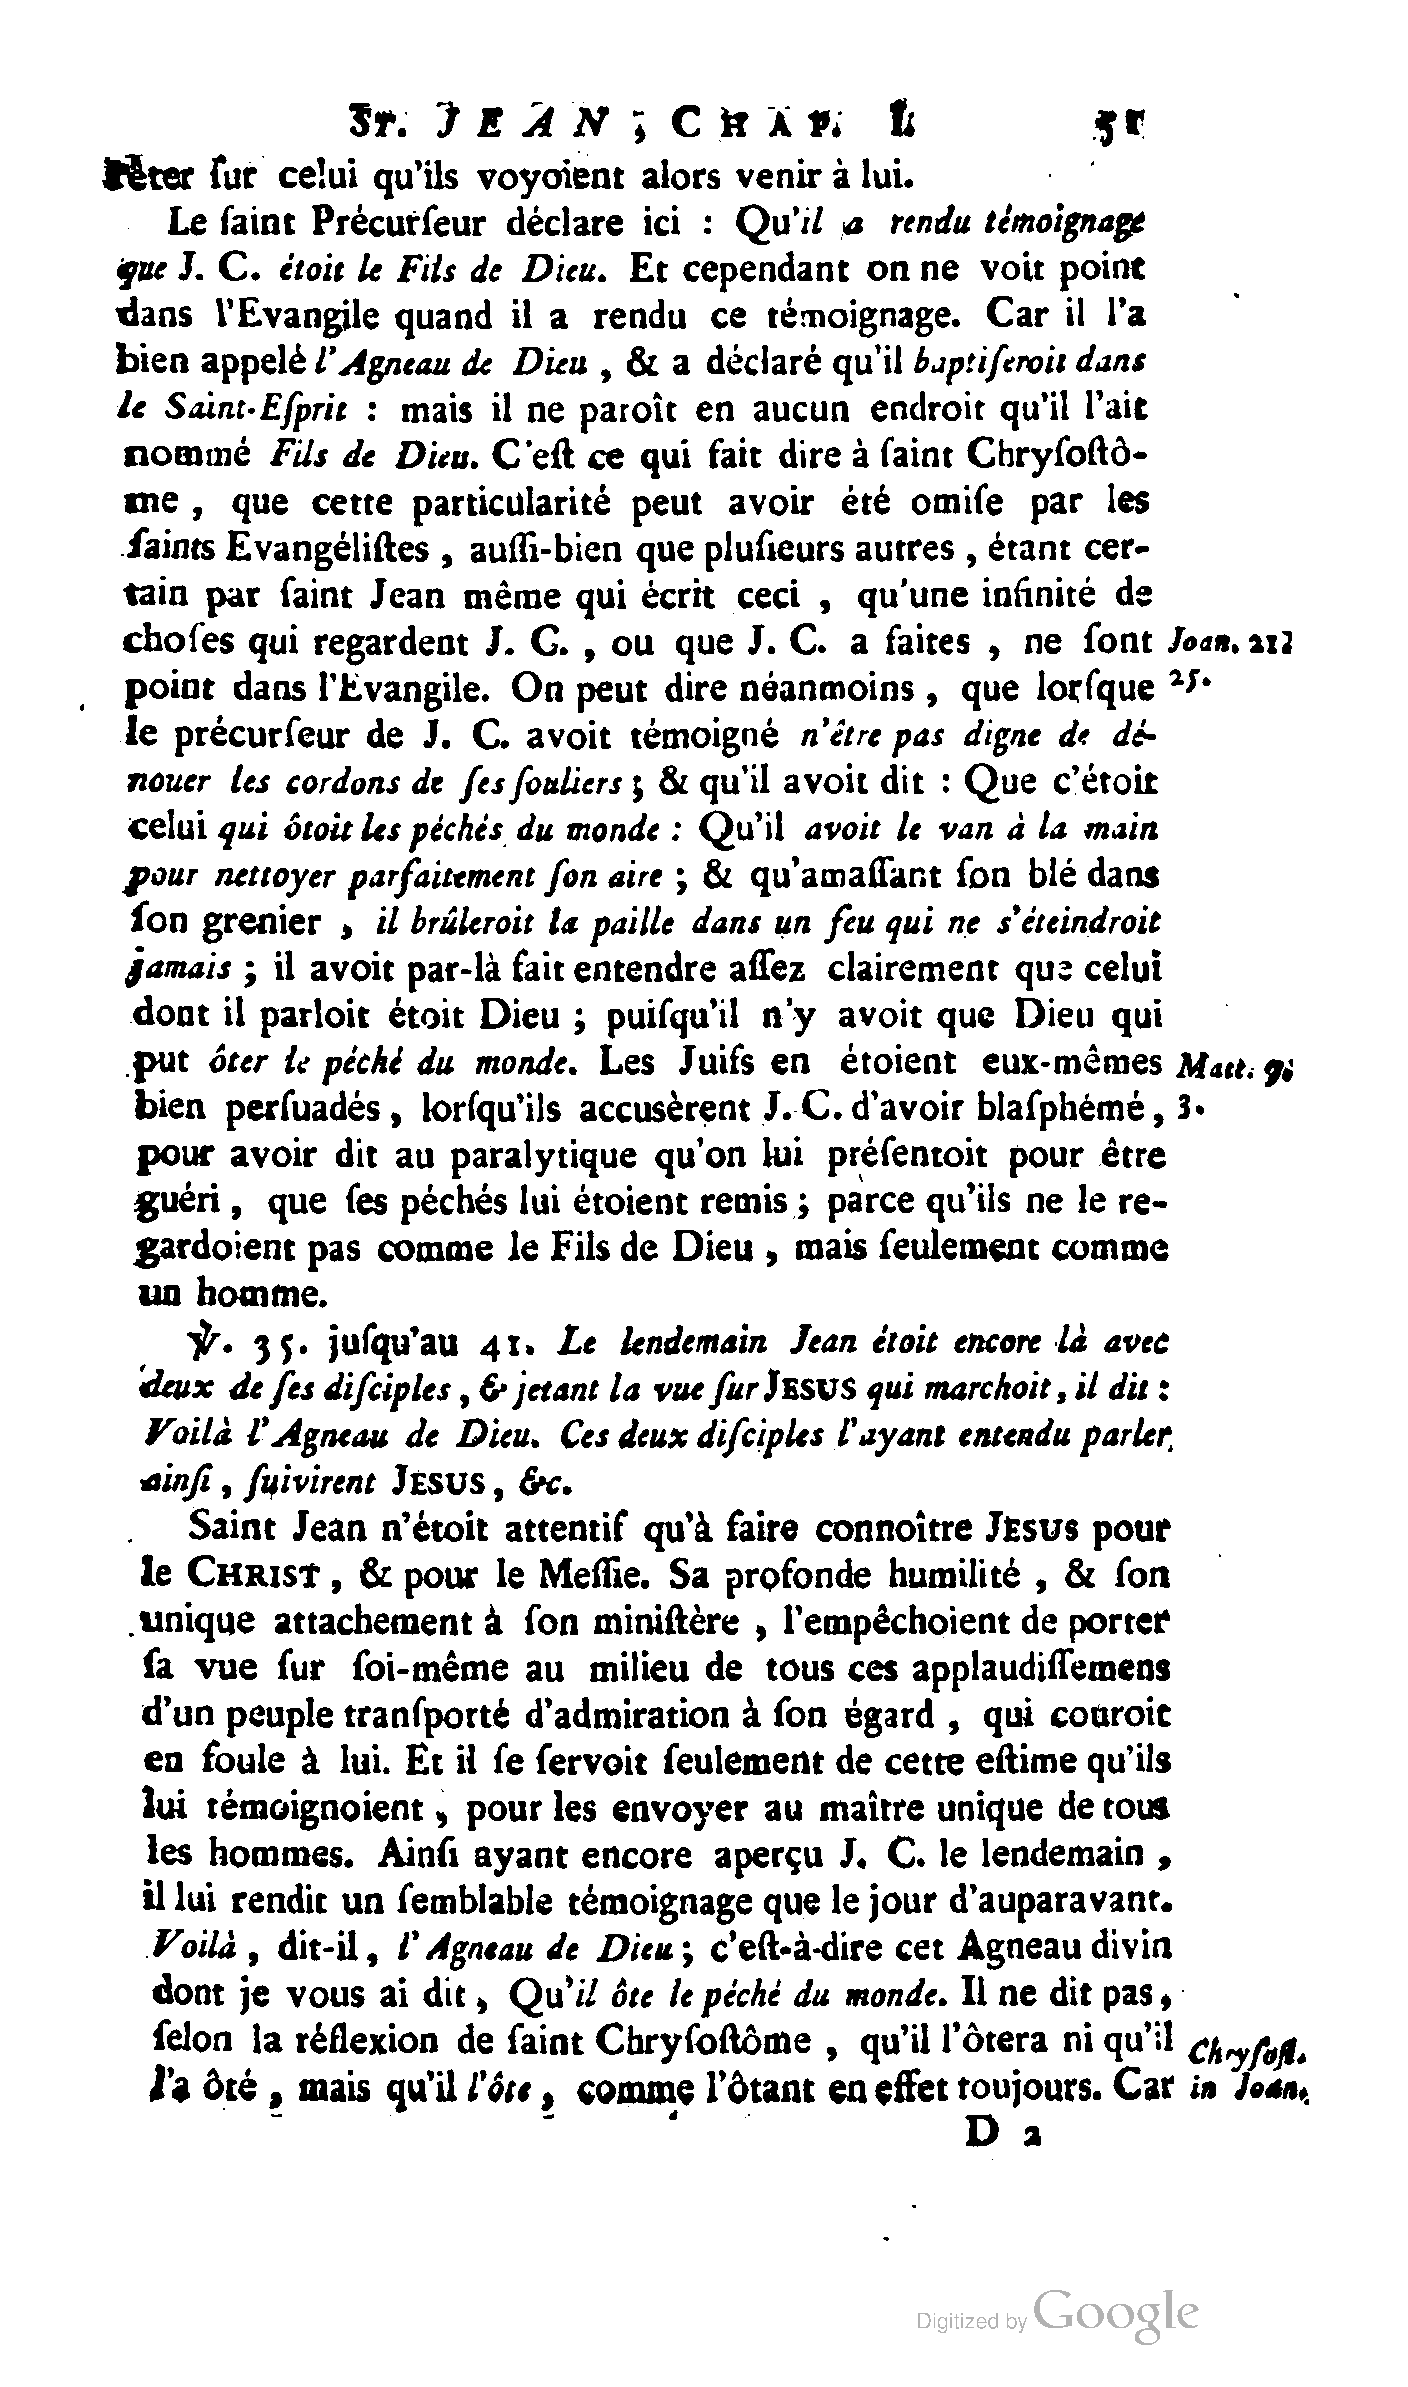 St. JEAN, CHAP. I. 51
rêter ſur celui qu'ils voyoient alors venir à lui.
Le ſaint Précurſeur déclare ici : Qu'il a rendu témoignage
que J. C. étoit le Fils de Dieu. Et cependant on ne voit point
dans l'Evangile quand il a rendu ce témoignage. Car il l'a
bien appelé l'Agneau de Dieu, & a déclaré qu'il baptiſeroit dans
le Saint-Eſprit : mais il ne paroît en aucun endroit qu'il l'ait
nommé Fils de Dieu. C'eſt ce qui fait dire à ſaint Chryſoſtô-
me, que cette particularité peut avoir été omiſe par les
ſaints Evangéliſtes, auſſi-bien que pluſieurs autres, étant cer-
tain par ſaint Jean même qui écrit ceci, qu'une infinité de
choſes qui regardent J. C., ou que J. C. a faites, ne ſont Joan. 21.
point dans l'Evangile. On peut dire néanmoins, que lorſque 25.
le précurſeur de J. C. avoit témoigné n'être pas digne de dé-
nouer les cordons de ſes ſouliers; & qu'il avoit dit : Que c'étoit
celui qui ôtoit les péchés du monde : Qu'il avoit le van à la main
pour nettoyer parfaitement ſon aire ; & qu'amaſſant ſon blé dans
ſon grenier, il brûleroit la paille dans un feu qui ne s'éteindroit
jamais ; il avoit par-là fait entendre aſſez clairement que celui
dont il parloit étoit Dieu ; puiſqu'il n'y avoit que Dieu qui
put ôter le péché du monde. Les Juifs en étoient eux-mêmes Matt. 9.
bien perſuadés, lorſqu'ils accusèrent J. C. d'avoir blaſphémé, 3.
pour avoir dit au paralytique qu'on lui préſentoit pour être
guéri, que ſes péchés lui étoient remis ; parce qu'ils ne le re-
gardoient pas comme le Fils de Dieu, mais ſeulement comme
un homme.
℣. 35. juſqu'au 41. Le lendemain Jean étoit encore là avec
deux de ſes diſciples, & jetant la vue ſur JESUS qui marchoit, il dit :
Voilà l'Agneau de Dieu. Ces deux diſciples l'ayant entendu parler
ainſi, ſuivirent JESUS, &c.
Saint Jean n'étoit attentif qu'à faire connoître JESUS pour
le CHRIST, & pour le Meſſie. Sa profonde humilité, & ſon
unique attachement à ſon miniſtère, l'empêchoient de porter
ſa vue ſur ſoi-même au milieu de tous ces applaudiſſemens
d'un peuple tranſporté d'admiration à ſon égard, qui couroit
en foule à lui. Et il ſe ſervoit ſeulement de cette eſtime qu'ils
lui témoignoient, pour les envoyer au maître unique de tous
les hommes. Ainſi ayant encore aperçu J. C. le lendemain,
il lui rendit un ſemblable témoignage que le jour d'auparavant.
Voilà, dit-il, l'Agneau de Dieu; c'eſt-à-dire cet Agneau divin
dont je vous ai dit, Qu'il ôte le péché du monde. Il ne dit pas,
ſelon la réflexion de ſaint Chryſoſtôme, qu'il l'ôtera ni qu'il Chryſoſt.
l'a ôté, mais qu'il l'ôte, comme l'ôtant en effet toujours. Car in Joan.
D 2
Digitized by Google